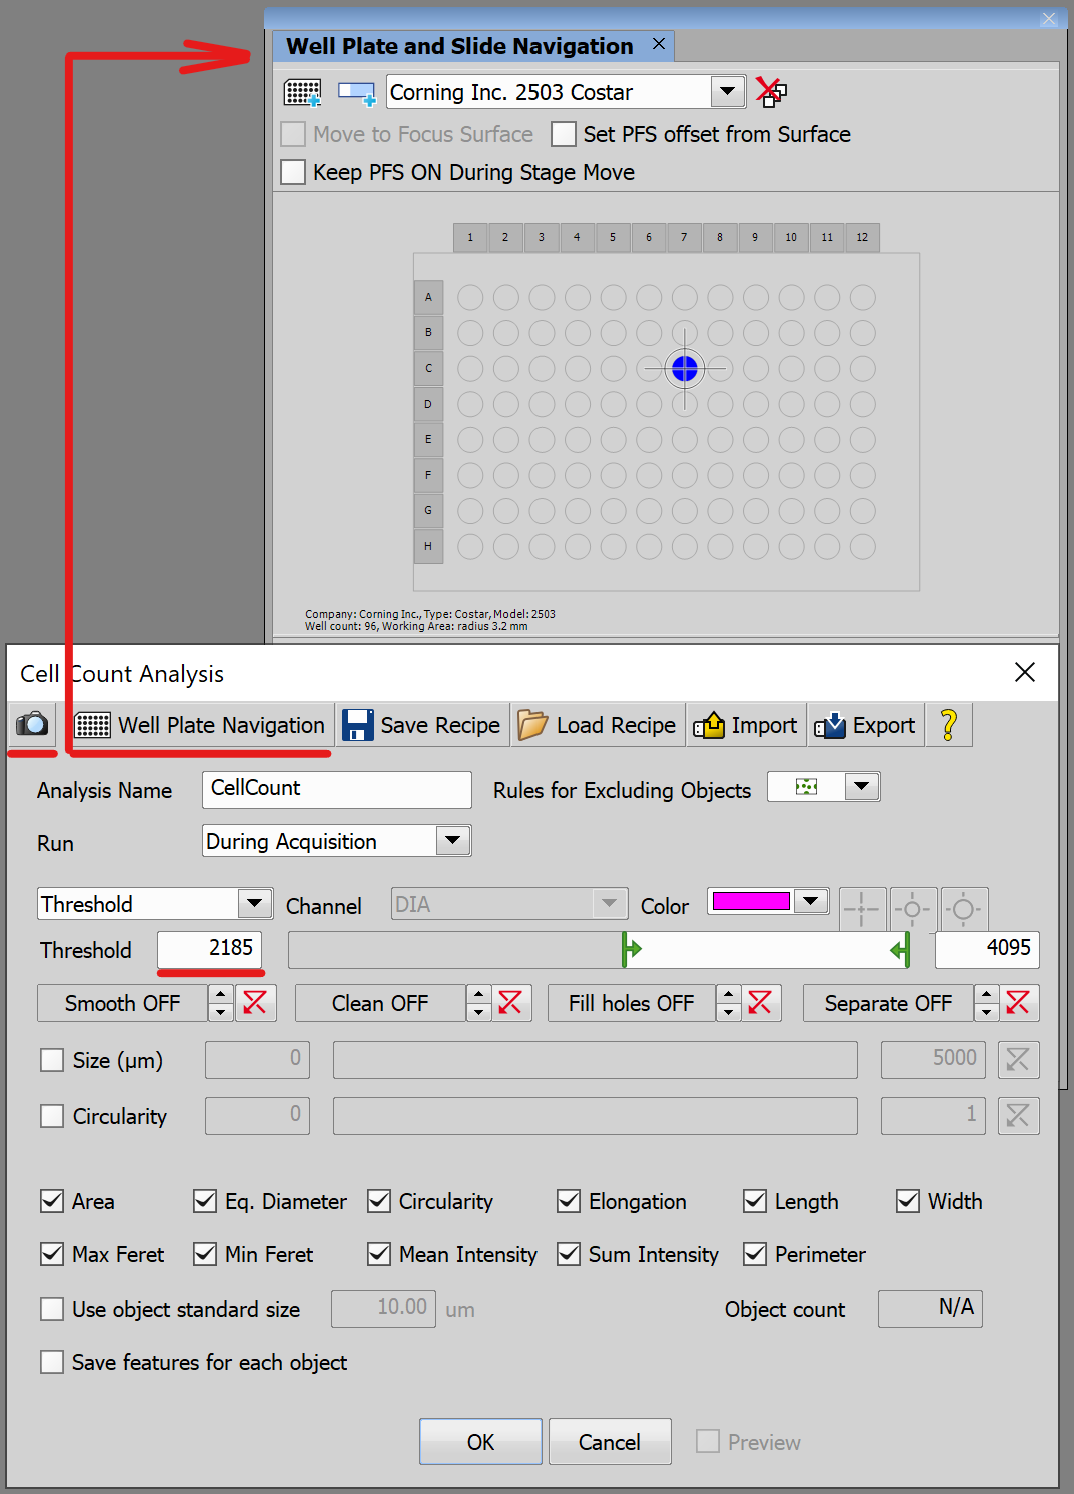 Well Plate and Slide Navigation
Corning Inc. 2503 Costar
Move to Focus Surface Set PFS offset from Surface
Keep PFS ON During Stage Move
1 2 3 4 5 6 7 8 9 10 11 12
A
B
C
D
E
F
G
H
Company: Corning Inc., Type: Costar, Model: 2503
Well count: 96, Working Area: radius 3.2 mm
Cell Count Analysis
Well Plate Navigation Save Recipe Load Recipe Import Export ?
Analysis Name CellCount Rules for Excluding Objects
Run During Acquisition
Threshold Channel DIA Color
Threshold 2185 4095
Smooth OFF Clean OFF Fill holes OFF Separate OFF
Size (µm) 0 5000
Circularity 0 1
Area Eq. Diameter Circularity Elongation Length Width
Max Feret Min Feret Mean Intensity Sum Intensity Perimeter
Use object standard size 10.00 um Object count N/A
Save features for each object
OK Cancel Preview